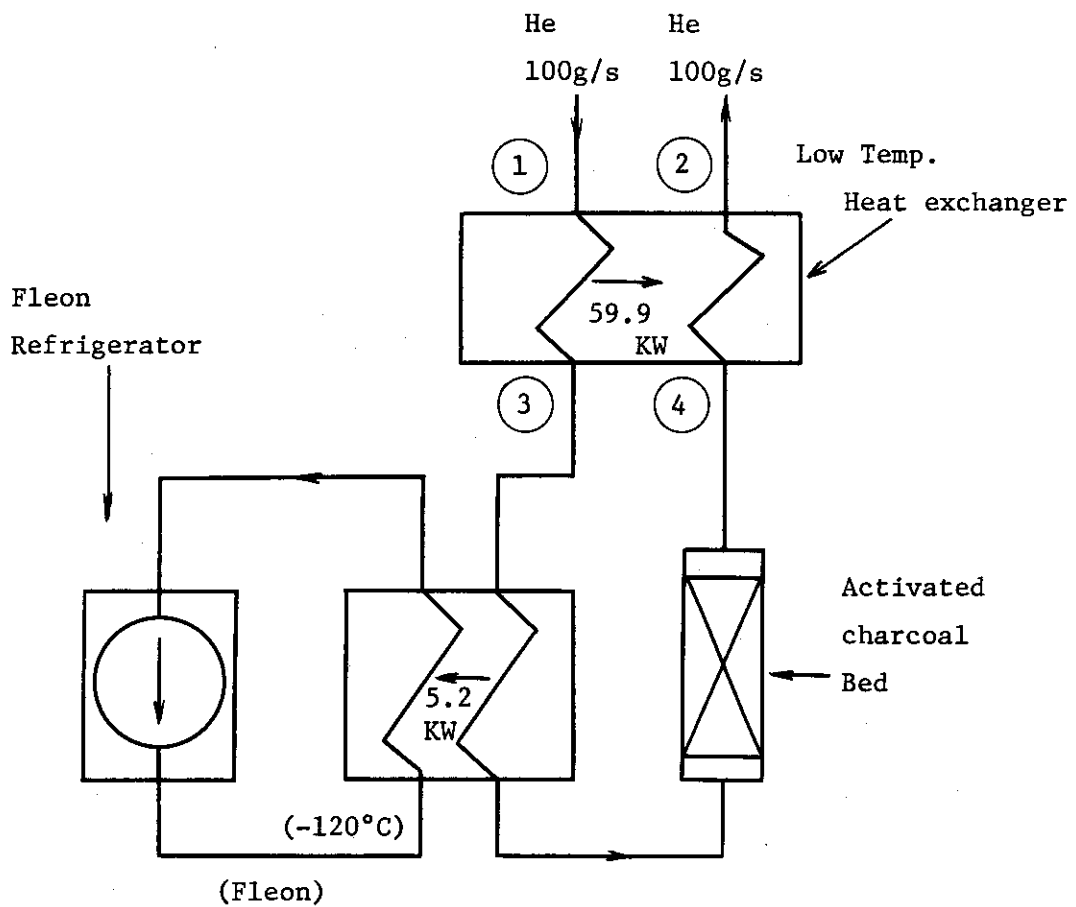 He
He
100g/s
100g/s
1
2
Low Temp.
Heat exchanger
Fleon
Refrigerator
59.9
KW
3
4
Activated
charcoal
Bed
5.2
KW
(-120°C)
(Fleon)